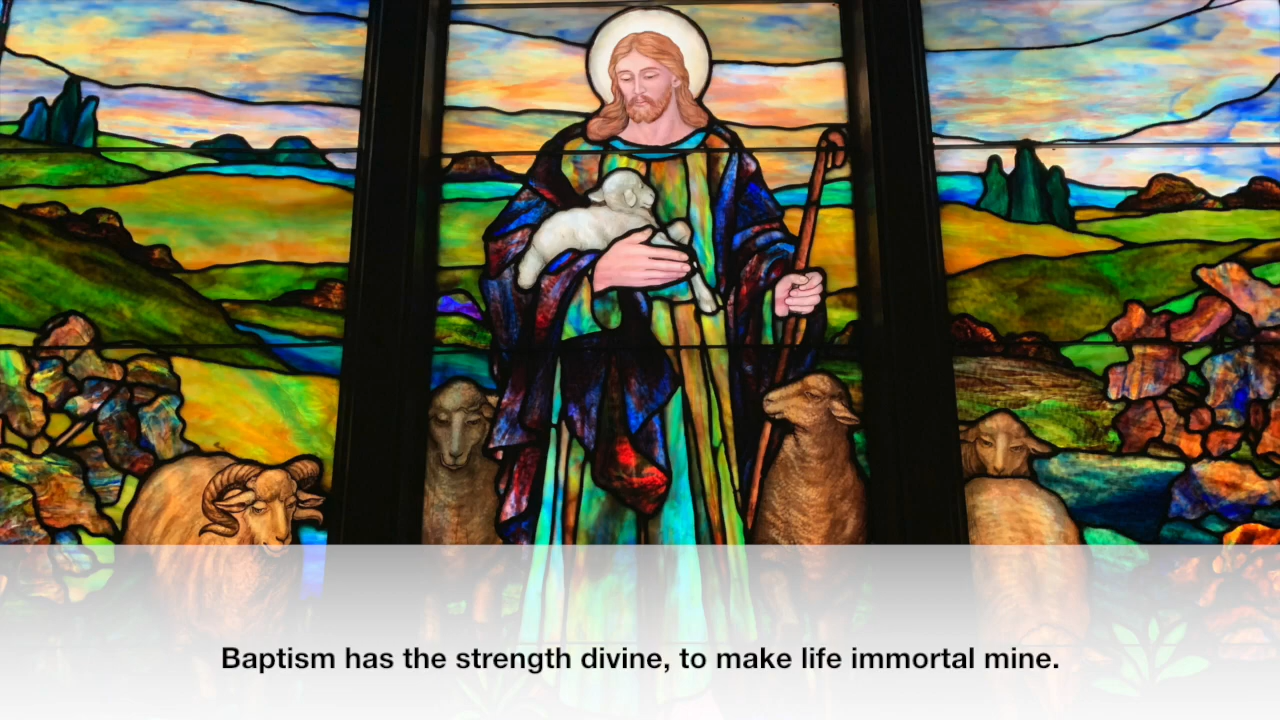 Baptism has the strength divine, to make life immortal mine.